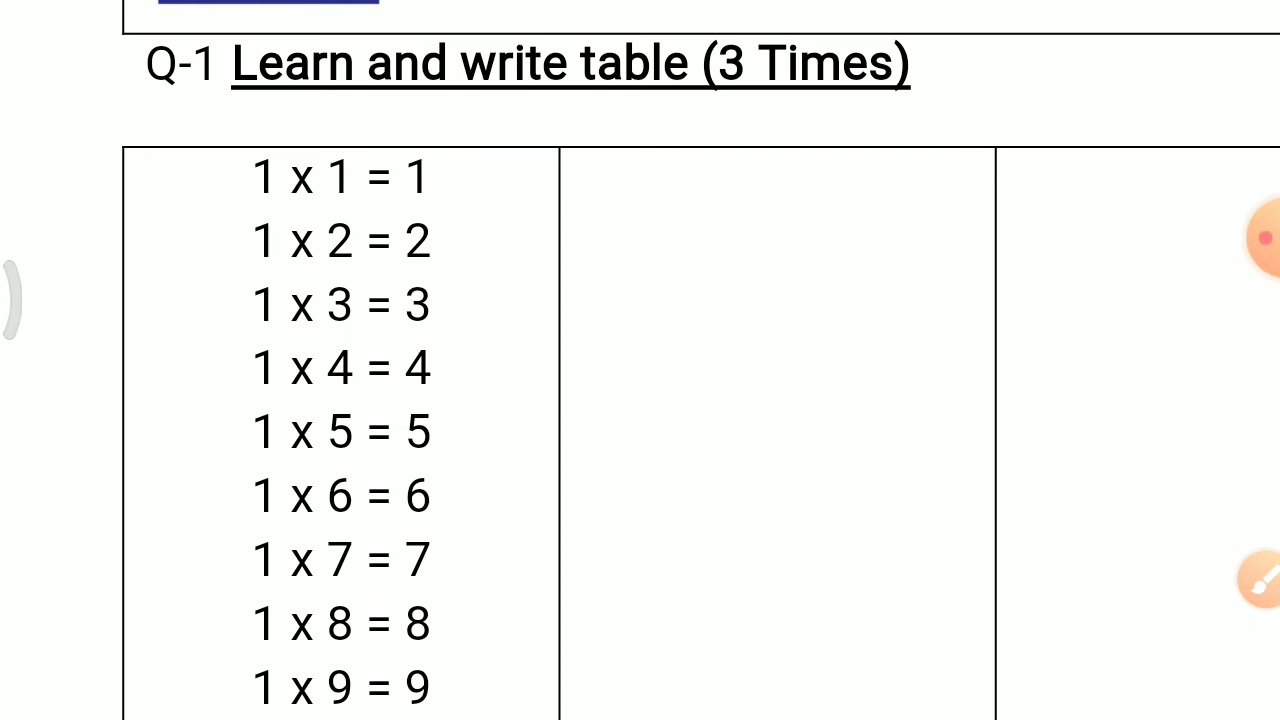 Q-1 Learn and write table (3 Times)
1 x 1 = 1
1 x 2 = 2
1 x 3 = 3
1 x 4 = 4
1 x 5 = 5
1 x 6 = 6
1 x 7 = 7
1 x 8 = 8
1 x 9 = 9